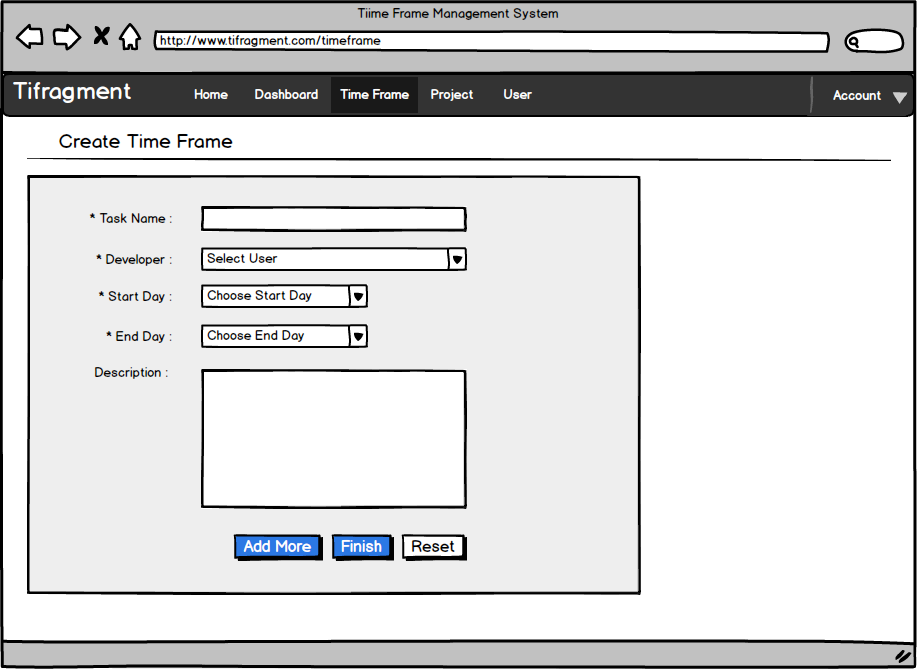 Tiime Frame Management System
http://www.tifragment.com/timeframe
Tifragment Home Dashboard Time Frame Project User Account
Create Time Frame
* Task Name :
* Developer : Select User
* Start Day : Choose Start Day
* End Day : Choose End Day
Description :
Add More Finish Reset